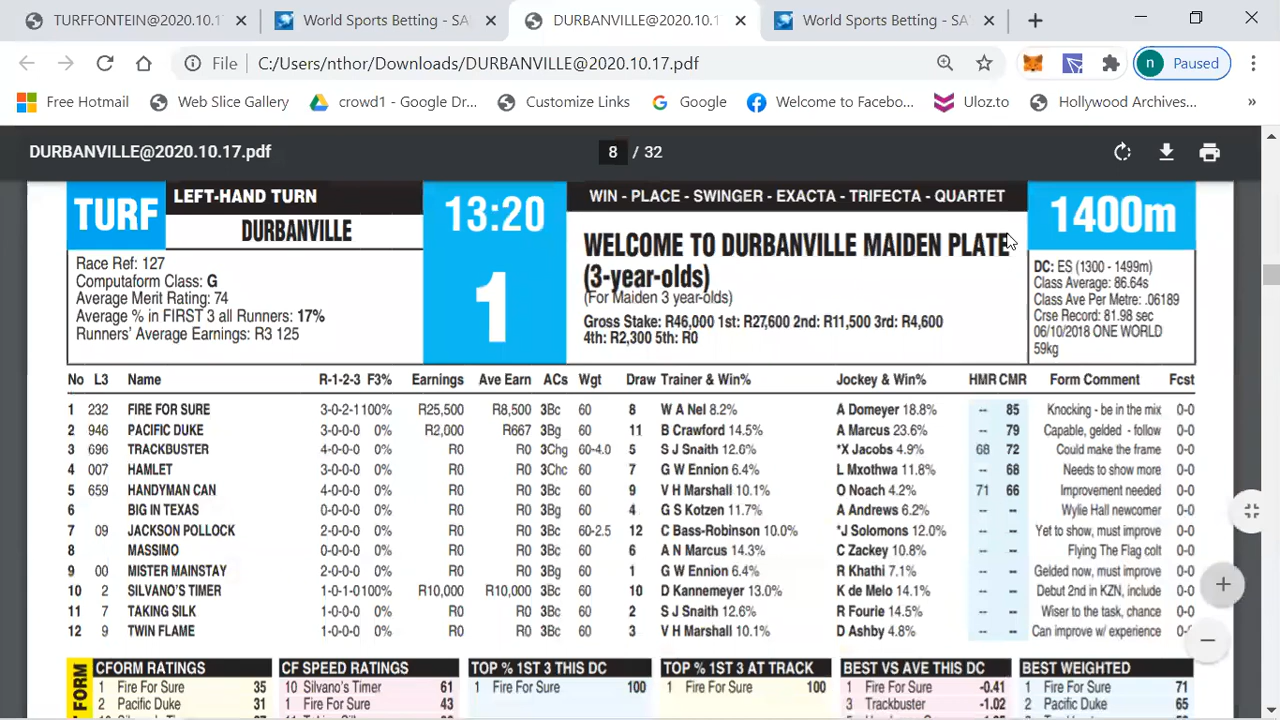 TURFFONTEIN@2020.10.1
World Sports Betting - SA
DURBANVILLE@2020.10.1
World Sports Betting - SA
File C:/Users/nthor/Downloads/DURBANVILLE@2020.10.17.pdf n Paused
Free Hotmail Web Slice Gallery crowd1 - Google Dr... Customize Links Google Welcome to Faceb... Uloz.to Hollywood Archives... »
DURBANVILLE@2020.10.17.pdf 8 / 32
TURF LEFT-HAND TURN 13:20 WIN - PLACE - SWINGER - EXACTA - TRIFECTA - QUARTET 1400m
DURBANVILLE
1
WELCOME TO DURBANVILLE MAIDEN PLATE
(3-year-olds)
(For Maiden 3 year-olds)
Gross Stake: R46,000 1st: R27,600 2nd: R11,500 3rd: R4,600
4th: R2,300 5th: R0
Race Ref: 127
Computaform Class: G
Average Merit Rating: 74
Average % in FIRST 3 all Runners: 17%
Runners' Average Earnings: R3 125
DC: ES (1300 - 1499m)
Class Average: 86.64s
Class Ave Per Metre: .06189
Crse Record: 81.98 sec
06/10/2018 ONE WORLD
59kg
No L3 Name R-1-2-3 F3% Earnings Ave Earn ACs Wgt Draw Trainer & Win% Jockey & Win% HMR CMR Form Comment Fcst
1 232 FIRE FOR SURE 3-0-2-1 100% R25,500 R8,500 3Bc 60 8 W A Nel 8.2% A Domeyer 18.8% -- 85 Knocking - be in the mix 0-0
2 946 PACIFIC DUKE 3-0-0-0 0% R2,000 R667 3Bg 60 11 B Crawford 14.5% A Marcus 23.6% -- 79 Capable, gelded - follow 0-0
3 696 TRACKBUSTER 4-0-0-0 0% R0 R0 3Chg 60-4.0 5 S J Snaith 12.6% *X Jacobs 4.9% 68 72 Could make the frame 0-0
4 007 HAMLET 3-0-0-0 0% R0 R0 3Chc 60 7 G W Ennion 6.4% L Mxothwa 11.8% -- 68 Needs to show more 0-0
5 659 HANDYMAN CAN 4-0-0-0 0% R0 R0 3Bc 60 9 V H Marshall 10.1% O Noach 4.2% 71 66 Improvement needed 0-0
6 BIG IN TEXAS 0-0-0-0 0% R0 R0 3Bc 60 4 G S Kotzen 11.7% A Andrews 6.2% -- -- Wylie Hall newcomer 0-0
7 09 JACKSON POLLOCK 2-0-0-0 0% R0 R0 3Bc 60-2.5 12 C Bass-Robinson 10.0% *J Solomons 12.0% -- -- Yet to show, must improve 0-0
8 MASSIMO 0-0-0-0 0% R0 R0 3Bc 60 6 A N Marcus 14.3% C Zackey 10.8% -- -- Flying The Flag colt 0-0
9 00 MISTER MAINSTAY 2-0-0-0 0% R0 R0 3Bg 60 1 G W Ennion 6.4% R Khathi 7.1% -- -- Gelded now, must improve 0-0
10 2 SILVANO'S TIMER 1-0-1-0 100% R10,000 R10,000 3Bc 60 10 D Kannemeyer 13.0% K de Melo 14.1% -- -- Debut 2nd in KZN, include 0-0
11 7 TAKING SILK 1-0-0-0 0% R0 R0 3Bc 60 2 S J Snaith 12.6% R Fourie 14.5% -- -- Wiser to the task, chance 0-0
12 9 TWIN FLAME 1-0-0-0 0% R0 R0 3Bc 60 3 V H Marshall 10.1% D Ashby 4.8% -- -- Can improve w/ experience 0-0
FORM CFORM RATINGS CF SPEED RATINGS TOP % 1ST 3 THIS DC TOP % 1ST 3 AT TRACK BEST VS AVE THIS DC BEST WEIGHTED
1 Fire For Sure 35 10 Silvano's Timer 61 1 Fire For Sure 100 1 Fire For Sure 100 1 Fire For Sure -0.41 1 Fire For Sure 71
2 Pacific Duke 31 1 Fire For Sure 43 3 Trackbuster -1.02 2 Pacific Duke 65